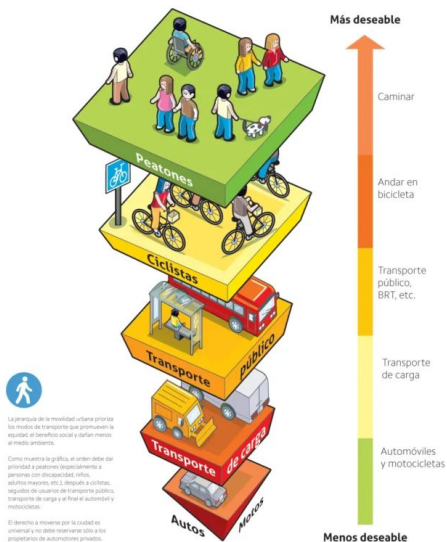 Más deseable
Caminar
Peatones
Andar en
bicicleta
Ciclistas
Transporte
público,
BRT, etc.
Transporte público
Transporte
de carga
Transporte de carga
La jerarquía de la movilidad urbana prioriza
los modos de transporte que promueven la
equidad, el beneficio social y dañan menos
al medio ambiente.
Como muestra la gráfica, el orden debe dar
prioridad a peatones (especialmente a
personas con discapacidad, niños,
adultos mayores, etc.), después a ciclistas,
seguidos de usuarios de transporte público,
transporte de carga y al final el automóvil y
motocicletas.
El derecho a moverse por la ciudad es
universal y no debe reservarse sólo a los
propietarios de automotores privados.
Automóviles
y motocicletas
Autos Motos
Menos deseable